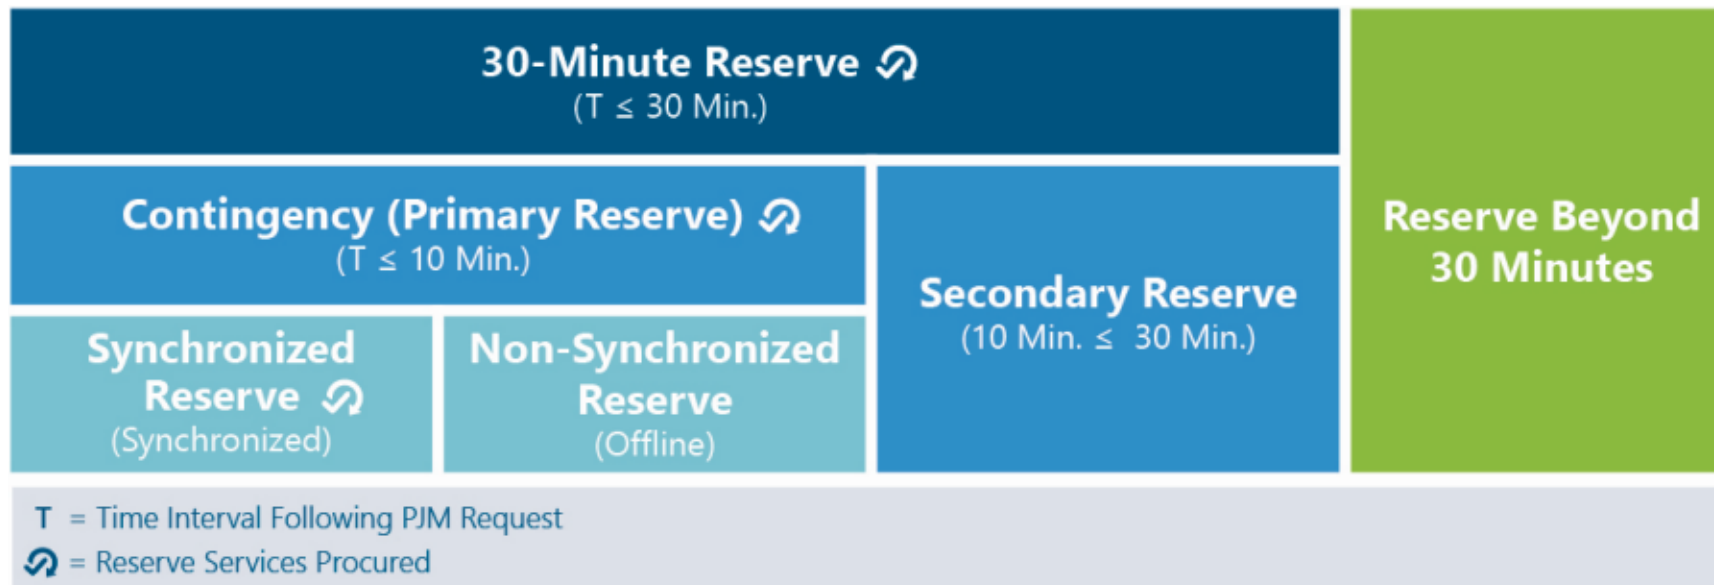 30-Minute Reserve
(T ≤ 30 Min.)
Contingency (Primary Reserve)
(T ≤ 10 Min.)
Synchronized
Reserve
(Synchronized)
Non-Synchronized
Reserve
(Offline)
Secondary Reserve
(10 Min. ≤ 30 Min.)
Reserve Beyond
30 Minutes
T = Time Interval Following PJM Request
= Reserve Services Procured